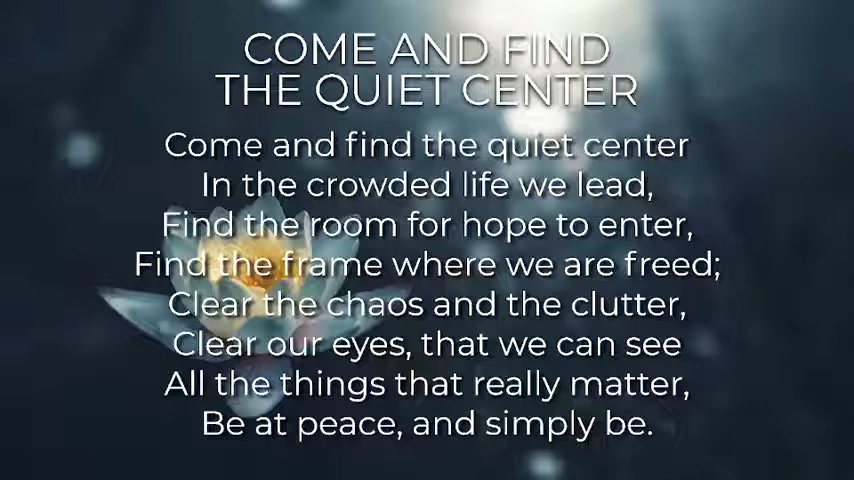 COME AND FIND
THE QUIET CENTER
Come and find the quiet center
In the crowded life we lead,
Find the room for hope to enter,
Find the frame where we are freed;
Clear the chaos and the clutter,
Clear our eyes, that we can see
All the things that really matter,
Be at peace, and simply be.